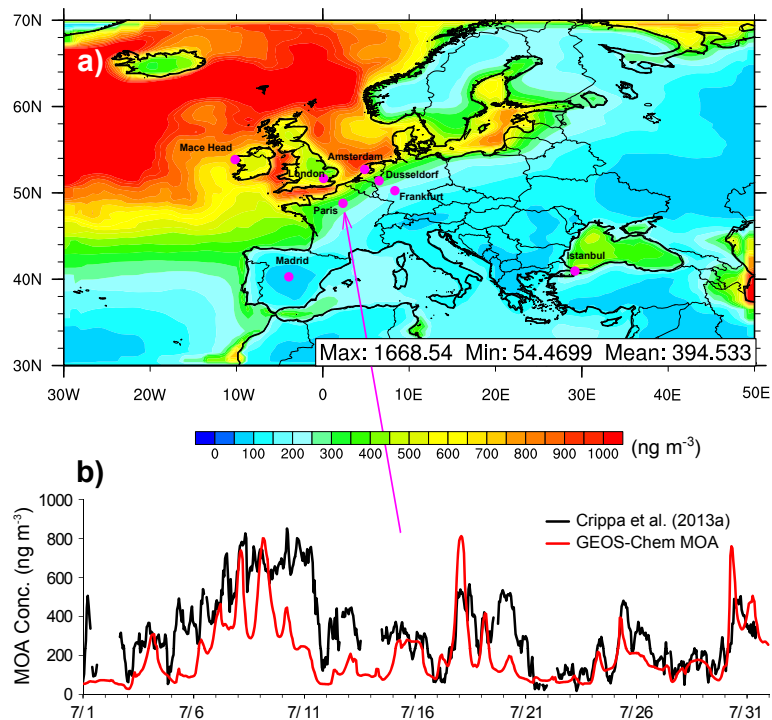 70N
a)
60N
Mace Head
Amsterdam
London
Dusseldorf
50N
Frankfurt
Paris
Madrid
Istanbul
40N
Max: 1668.54 Min: 54.4699 Mean: 394.533
30N
30W 20W 10W 0 10E 20E 30E 40E 50E
0 100 200 300 400 500 600 700 800 900 1000 (ng m-3)
b)
1000
Crippa et al. (2013a)
GEOS-Chem MOA
800
600
400
200
0
MOA Conc. (ng m-3)
7/ 1 7/ 6 7/ 11 7/ 16 7/ 21 7/ 26 7/ 31